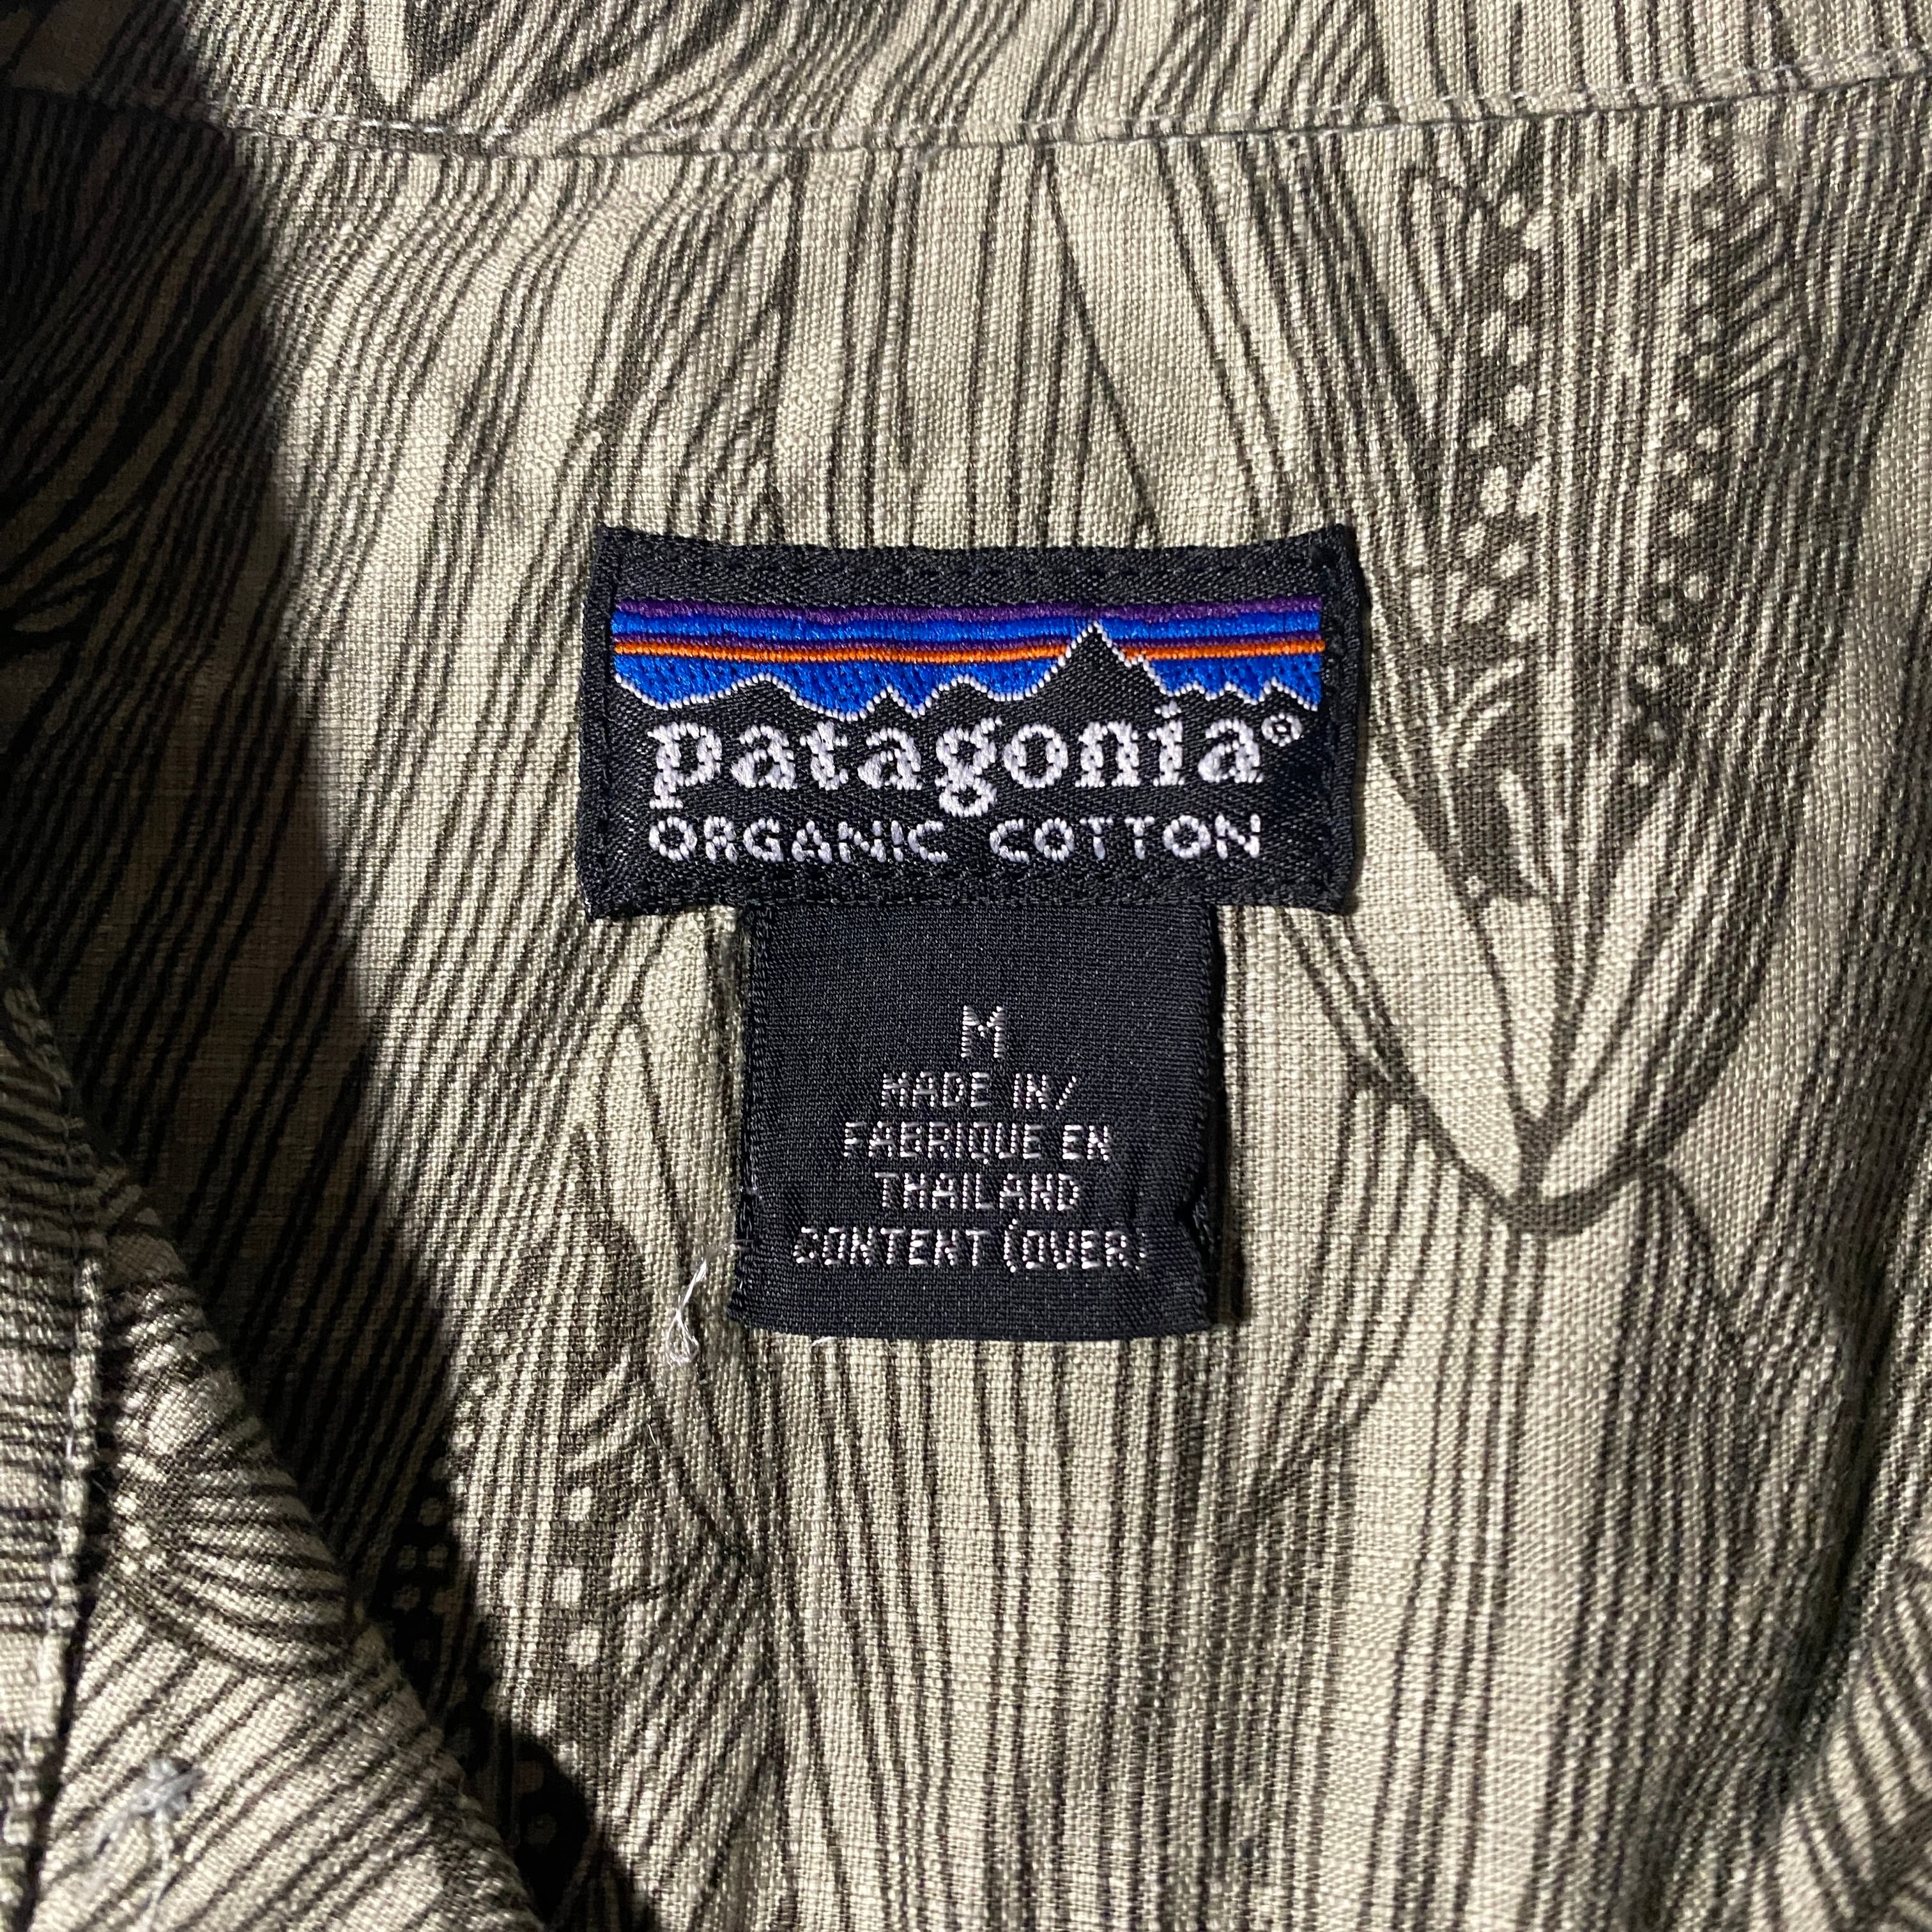 patagonia®
ORGANIC COTTON
M
MADE IN/
FABRIQUE EN
THAILAND
CONTENT (OVER)